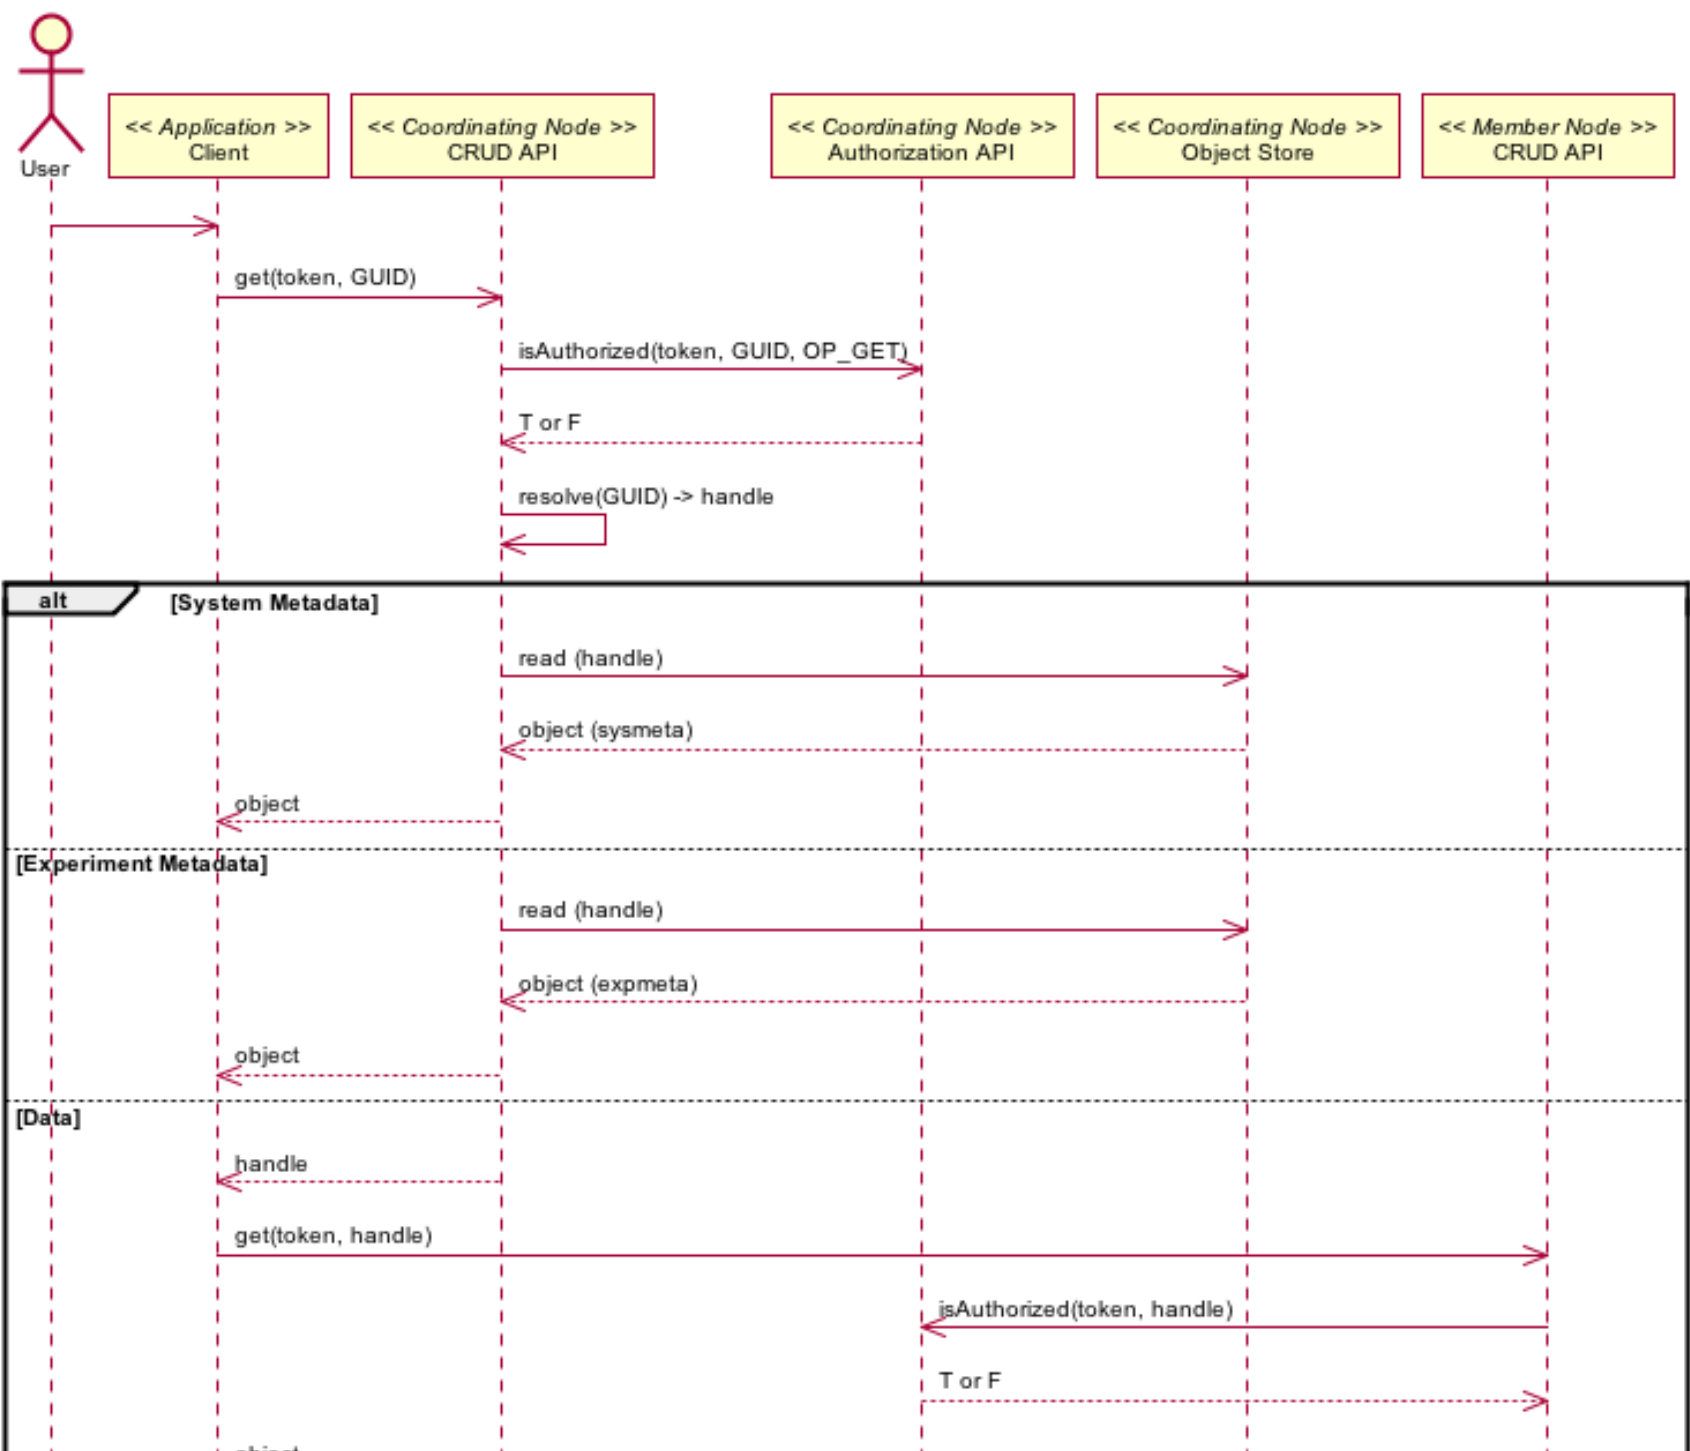 User
<< Application >>
Client
<< Coordinating Node >>
CRUD API
<< Coordinating Node >>
Authorization API
<< Coordinating Node >>
Object Store
<< Member Node >>
CRUD API
get(token, GUID)
isAuthorized(token, GUID, OP_GET)
T or F
resolve(GUID) -> handle
alt
[System Metadata]
read (handle)
object (sysmeta)
object
[Experiment Metadata]
read (handle)
object (expmeta)
object
[Data]
handle
get(token, handle)
isAuthorized(token, handle)
T or F